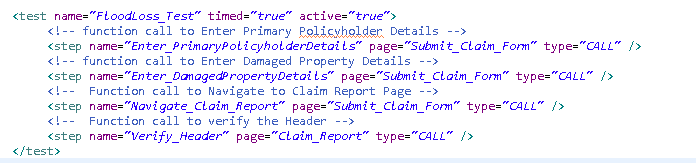 <test name="FloodLoss_Test" timed="true" active="true">
<!-- function call to Enter Primary Policyholder Details -->
<step name="Enter_PrimaryPolicyholderDetails" page="Submit_Claim_Form" type="CALL" />
<!-- function call to Enter Damaged Property Details -->
<step name="Enter_DamagedPropertyDetails" page="Submit_Claim_Form" type="CALL" />
<!--  Function call to Navigate to Claim Report Page -->
<step name="Navigate_Claim_Report" page="Submit_Claim_Form" type="CALL" />
<!--  Function call to verify the Header -->
<step name="Verify_Header" page="Claim_Report" type="CALL" />
</test>